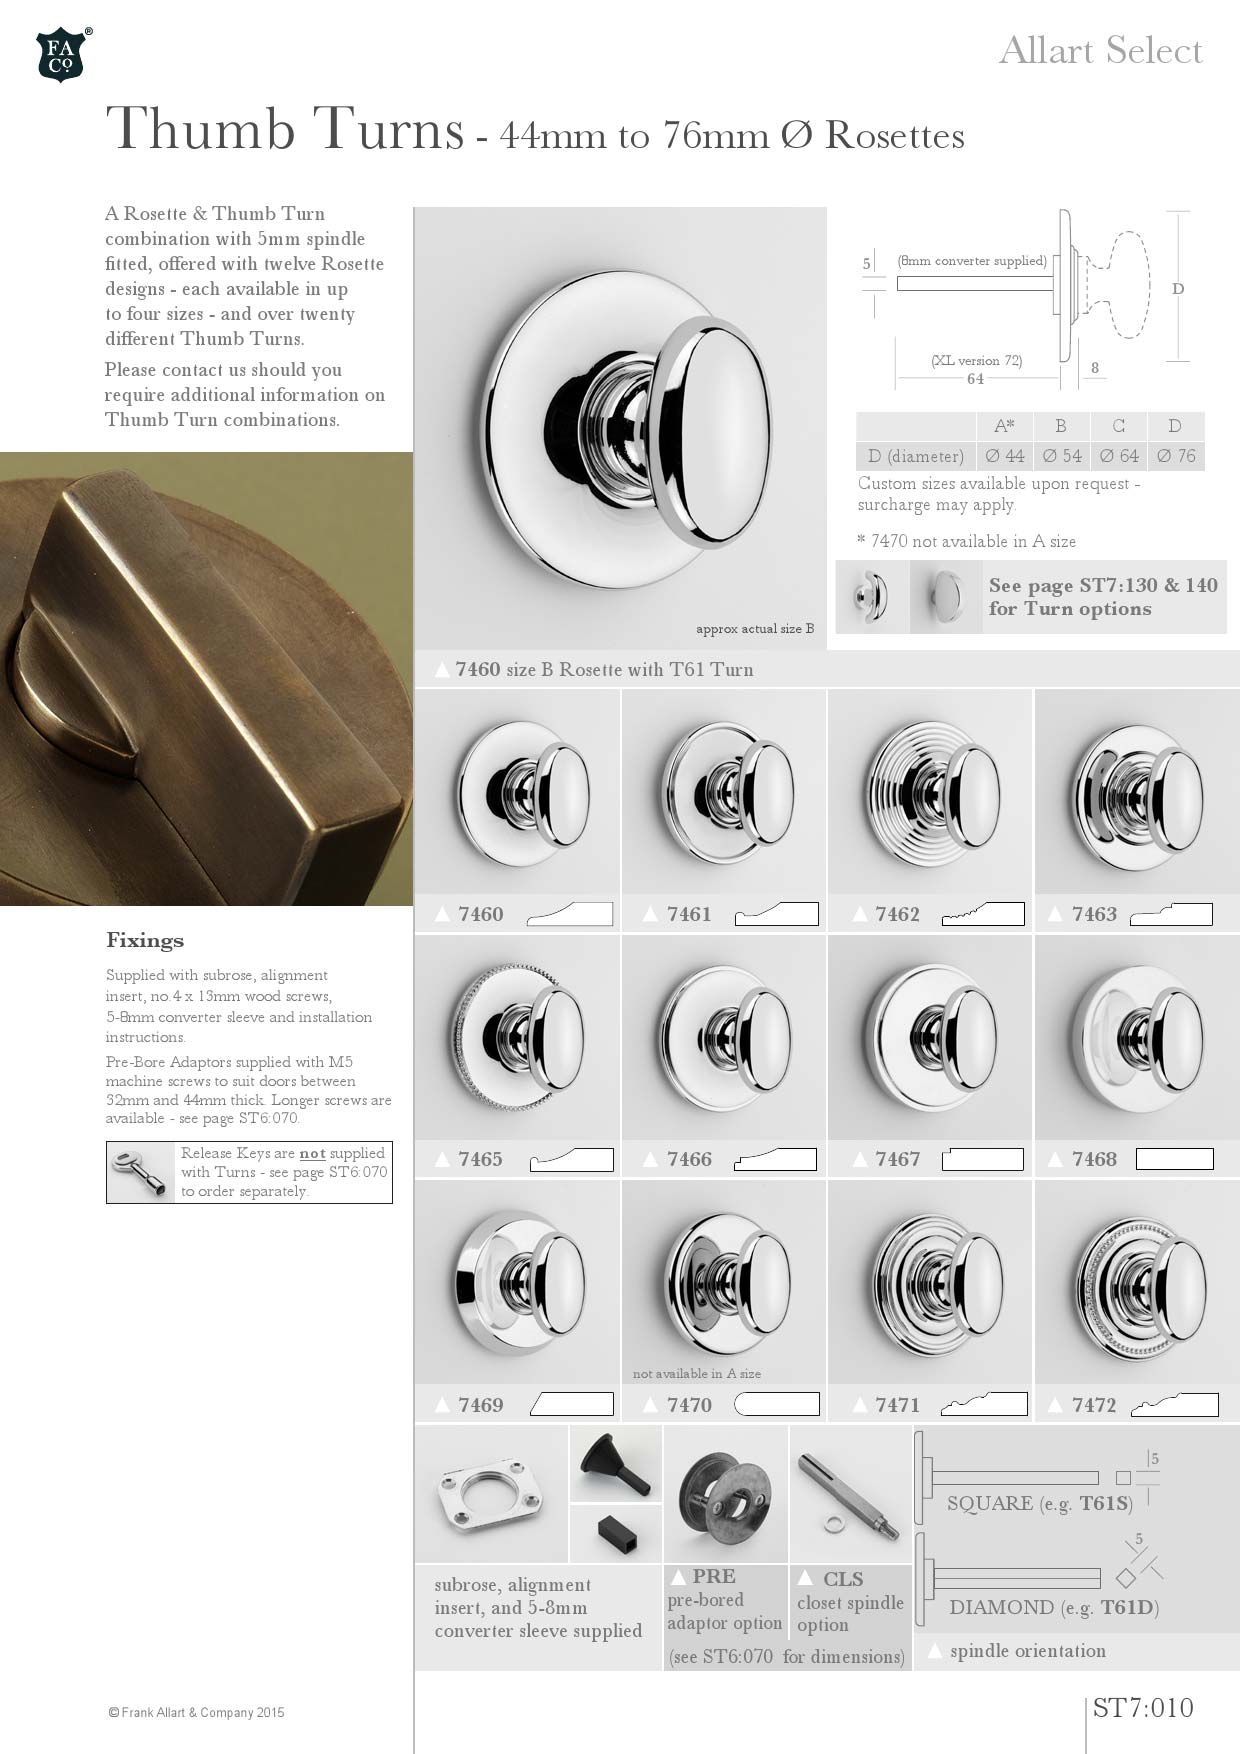 FA
Co.
®
Allart Select
Thumb Turns - 44mm to 76mm Ø Rosettes
A Rosette & Thumb Turn
combination with 5mm spindle
fitted, offered with twelve Rosette
designs - each available in up
to four sizes - and over twenty
different Thumb Turns.
Please contact us should you
require additional information on
Thumb Turn combinations.
approx actual size B
5
(8mm converter supplied)
D
(XL version 72)
64
8
A* B C D
D (diameter) Ø 44 Ø 54 Ø 64 Ø 76
Custom sizes available upon request -
surcharge may apply.
* 7470 not available in A size
See page ST7:130 & 140
for Turn options
7460 size B Rosette with T61 Turn
7460
7461
7462
7463
Fixings
Supplied with subrose, alignment
insert, no.4 x 13mm wood screws,
5-8mm converter sleeve and installation
instructions.
Pre-Bore Adaptors supplied with M5
machine screws to suit doors between
32mm and 44mm thick. Longer screws are
available - see page ST6:070.
Release Keys are not supplied
with Turns - see page ST6:070
to order separately.
7465
7466
7467
7468
not available in A size
7469
7470
7471
7472
subrose, alignment
insert, and 5-8mm
converter sleeve supplied
PRE
pre-bored
adaptor option
CLS
closet spindle
option
(see ST6:070 for dimensions)
5
SQUARE (e.g. T61S)
5
DIAMOND (e.g. T61D)
spindle orientation
© Frank Allart & Company 2015
ST7:010